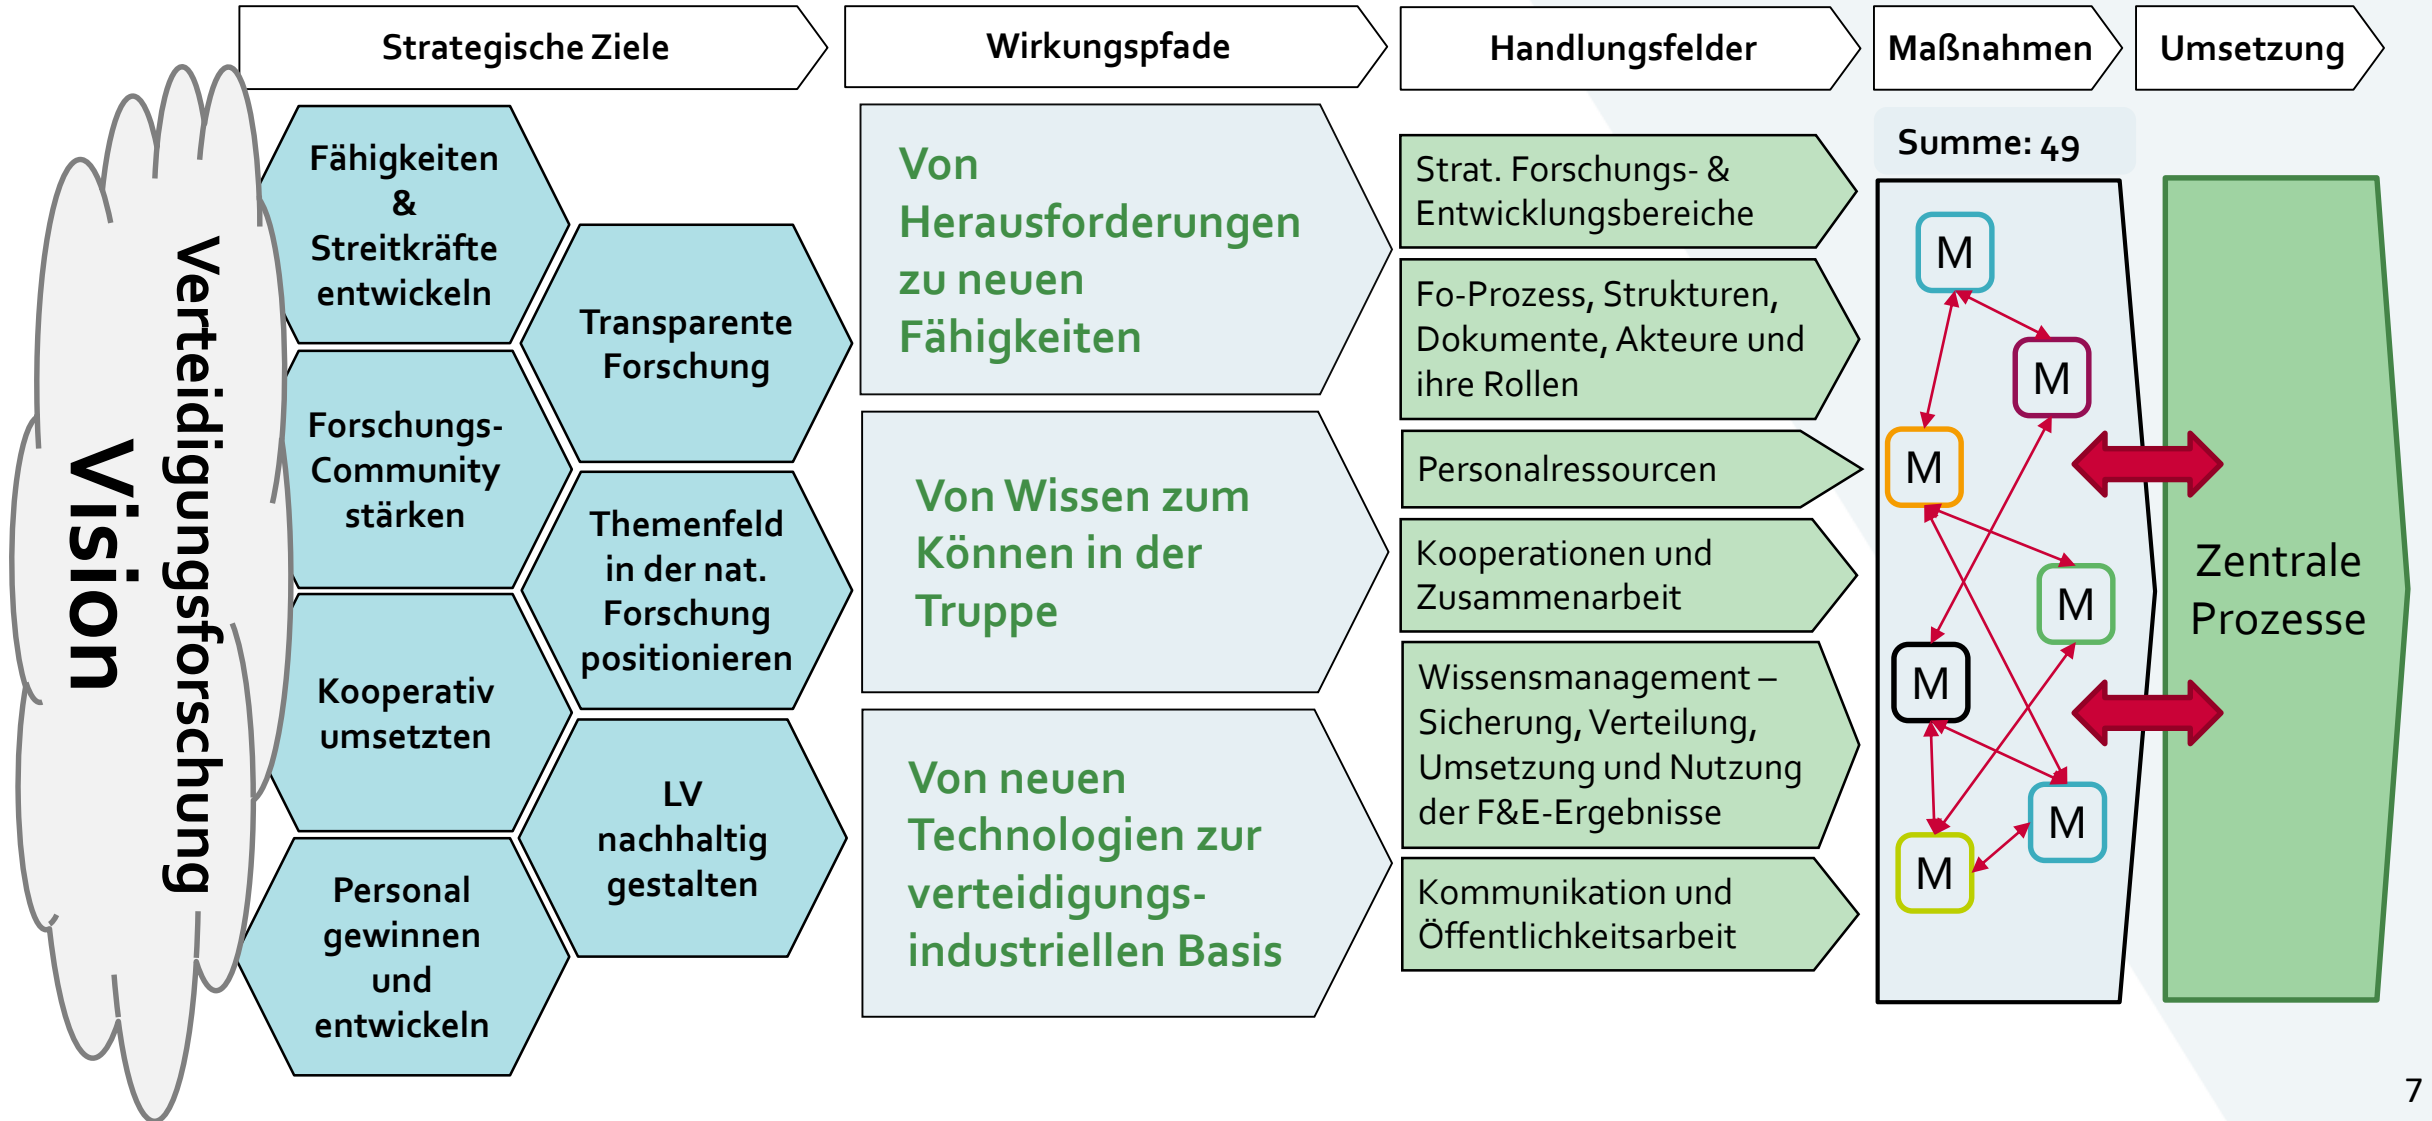 Strategische Ziele
Wirkungspfade
Handlungsfelder
Maßnahmen
Umsetzung
Vision
Verteidigungsforschung
Fähigkeiten
&
Streitkräfte
entwickeln
Forschungs-
Community
stärken
Kooperativ
umsetzten
Personal
gewinnen
und
entwickeln
Transparente
Forschung
Themenfeld
in der nat.
Forschung
positionieren
LV
nachhaltig
gestalten
Von
Herausforderungen
zu neuen
Fähigkeiten
Von Wissen zum
Können in der
Truppe
Von neuen
Technologien zur
verteidigungs-
industriellen Basis
Strat. Forschungs- &
Entwicklungsbereiche
Fo-Prozess, Strukturen,
Dokumente, Akteure und
ihre Rollen
Personalressourcen
Kooperationen und
Zusammenarbeit
Wissensmanagement –
Sicherung, Verteilung,
Umsetzung und Nutzung
der F&E-Ergebnisse
Kommunikation und
Öffentlichkeitsarbeit
Summe: 49
M
M
M
M
M
M
M
Zentrale
Prozesse
7